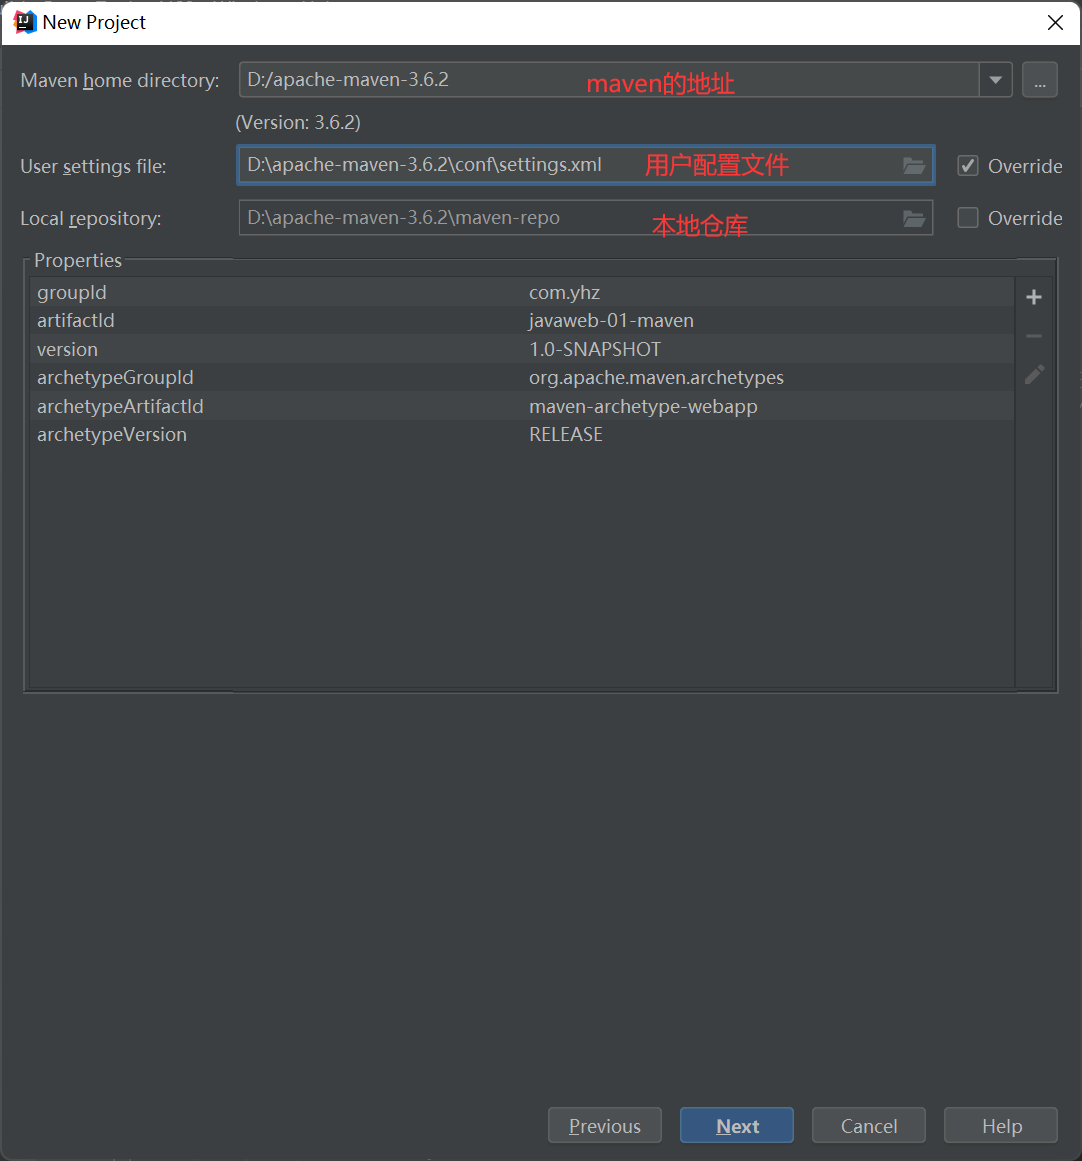 New Project
Maven home directory: D:/apache-maven-3.6.2 maven的地址 ...
(Version: 3.6.2)
User settings file: D:\apache-maven-3.6.2\conf\settings.xml 用户配置文件 Override
Local repository: D:\apache-maven-3.6.2\maven-repo 本地仓库 Override
Properties
groupId com.yhz
artifactId javaweb-01-maven
version 1.0-SNAPSHOT
archetypeGroupId org.apache.maven.archetypes
archetypeArtifactId maven-archetype-webapp
archetypeVersion RELEASE
Previous Next Cancel Help